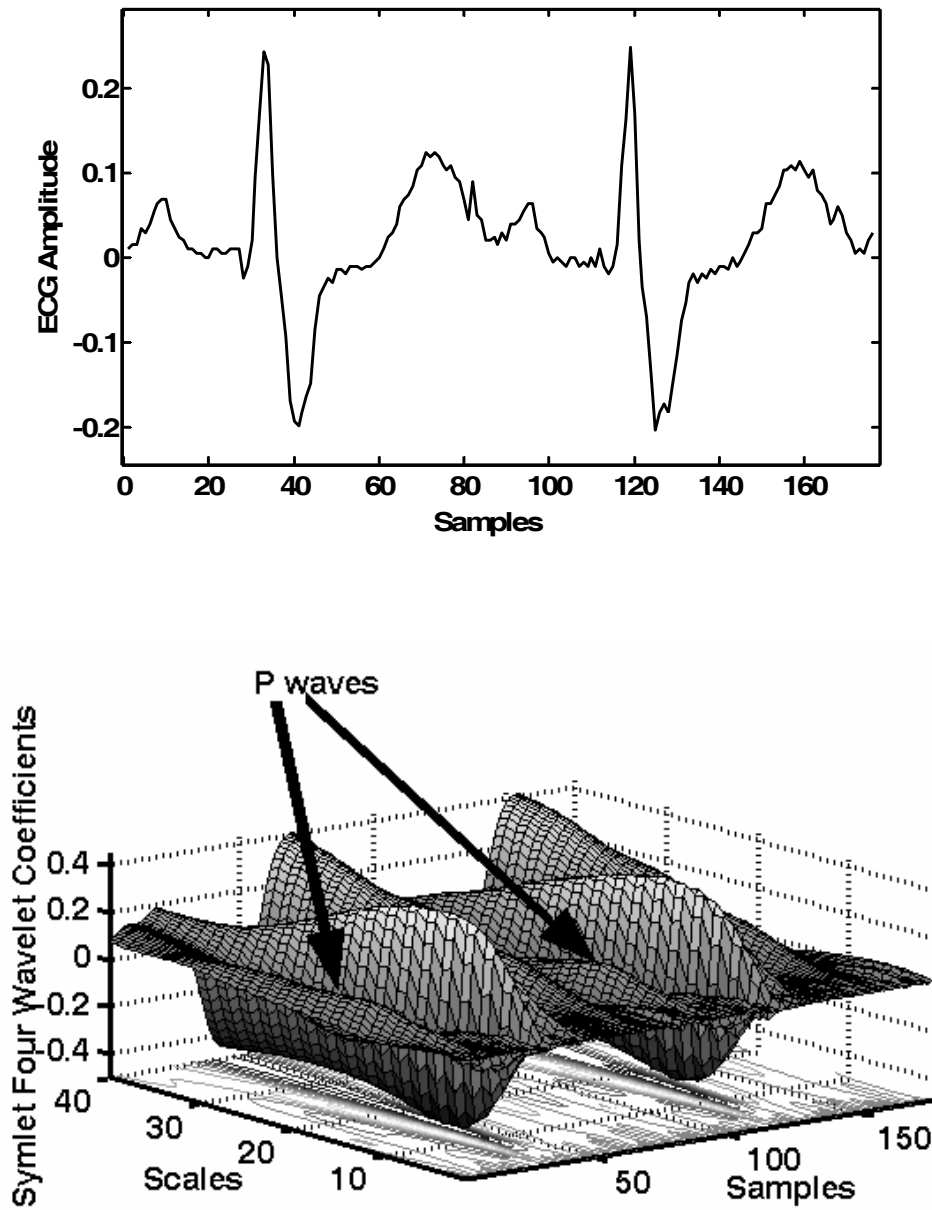 0.2
0.1
0
-0.1
-0.2
ECG Amplitude
0 20 40 60 80 100 120 140 160
Samples
P waves
Symlet Four Wavelet Coefficients
0.4
0.2
0
-0.2
-0.4
40 30 20 10
Scales
50 100 150
Samples